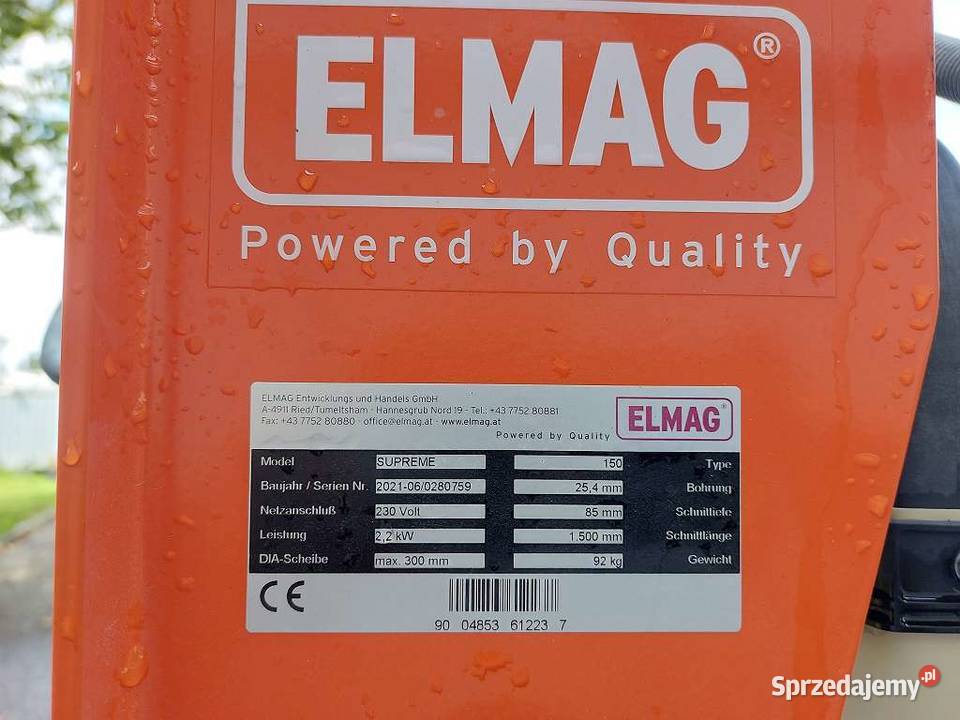 ELMAG®
Powered by Quality
ELMAG Entwicklungs und Handels GmbH
A-4911 Ried/Tumeltsham · Hannesgrub Nord 19 · Tel.: +43 7752 80881
Fax: +43 7752 80880 · office@elmag.at · www.elmag.at
Powered by Quality
ELMAG
Model SUPREME 150 Type
Baujahr / Serien Nr. 2021-06/0280759 25,4 mm Bohrung
Netzanschluß 230 Volt 85 mm Schnittiefe
Leistung 2,2 kW 1.500 mm Schnittlänge
DIA-Scheibe max. 300 mm 92 kg Gewicht
CE
90 04853 61223 7
Sprzedajemy.pl